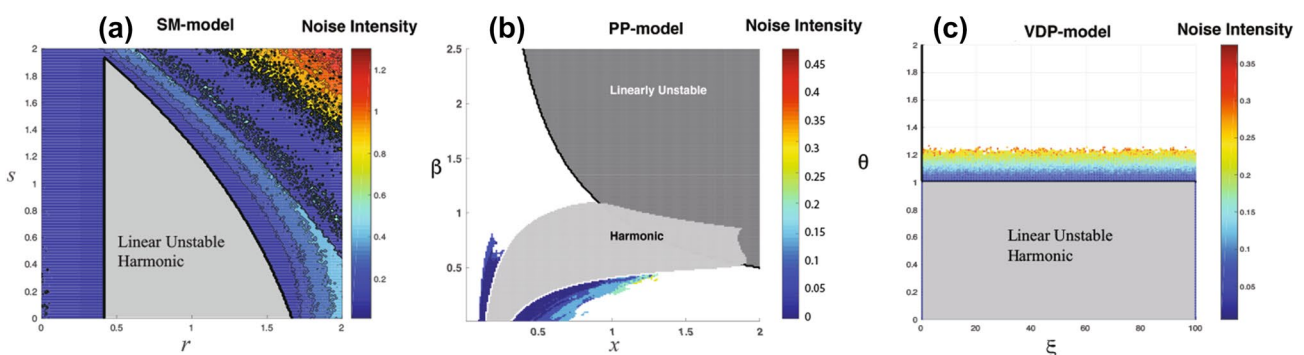 (a) SM-model Noise Intensity
2
1.8
1.6
1.4
1.2
1
0.8
0.6
0.4
0.2
0
s
Linear Unstable
Harmonic
0 0.5 1 1.5 2
r
1.2
1
0.8
0.6
0.4
0.2
(b) PP-model Noise Intensity
2.5
2
1.5
1
0.5
β
Linearly Unstable
Harmonic
0.5 1 1.5 2
x
0.45
0.4
0.35
0.3
0.25
0.2
0.15
0.1
0.05
0
(c) VDP-model Noise Intensity
2
1.8
1.6
1.4
1.2
1
0.8
0.6
0.4
0.2
0
θ
Linear Unstable
Harmonic
0 20 40 60 80 100
ξ
0.35
0.3
0.25
0.2
0.15
0.1
0.05